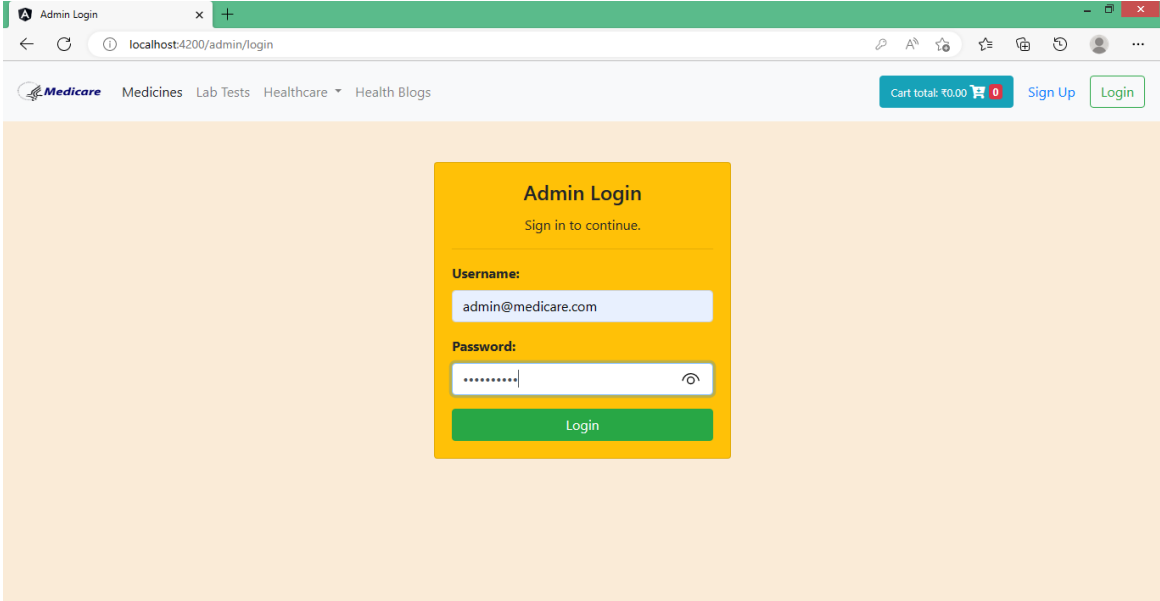 Admin Login
localhost:4200/admin/login
Medicare Medicines Lab Tests Healthcare Health Blogs Cart total: ₹0.00 0 Sign Up Login
Admin Login
Sign in to continue.
Username:
admin@medicare.com
Password:
••••••••••
Login